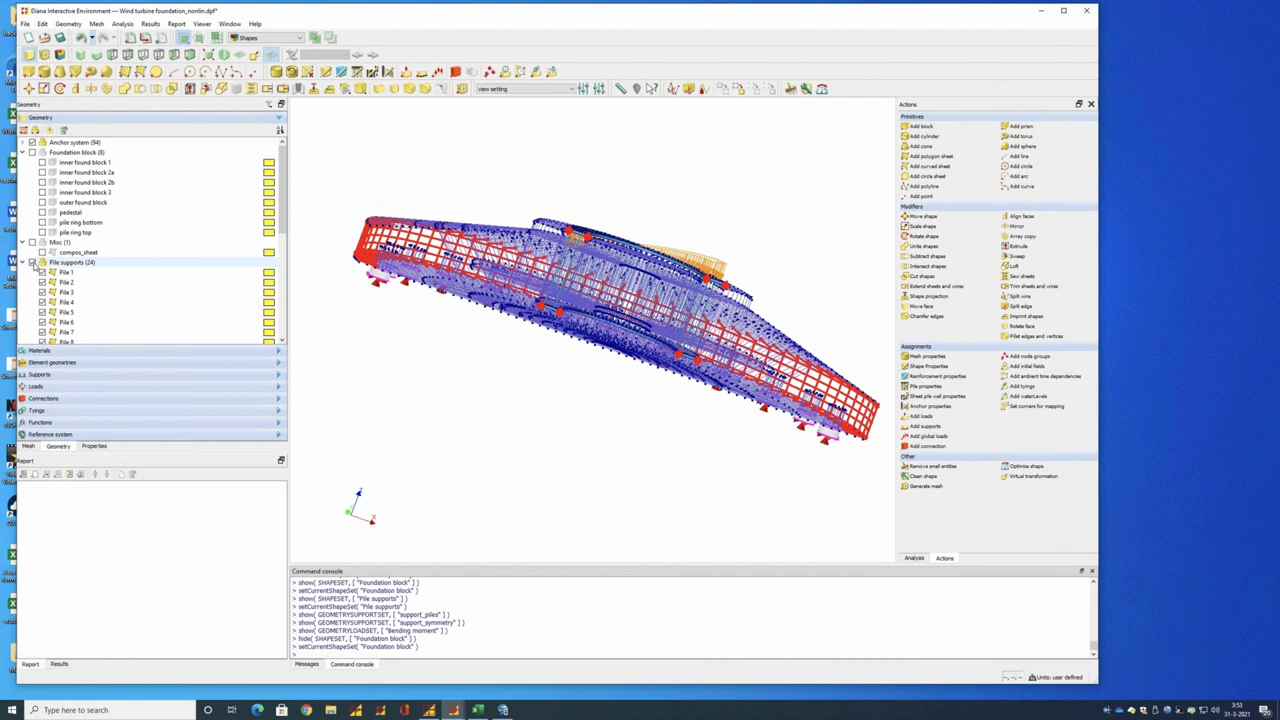 Diana Interactive Environment — Wind turbine foundation_nonlin.dpf*
File Edit Geometry Mesh Analysis Results Report Viewer Window Help
Shapes
view setting
Geometry
Geometry
Anchor system (94)
Foundation block (8)
inner found block 1
inner found block 2a
inner found block 2b
inner found block 3
outer found block
pedestal
pile ring bottom
pile ring top
Misc (1)
compos_sheet
Pile supports (24)
Pile 1
Pile 2
Pile 3
Pile 4
Pile 5
Pile 6
Pile 7
Pile 8
Materials
Element geometries
Supports
Loads
Connections
Tyings
Functions
Reference system
Mesh Geometry Properties
Report
Report Results
Z
X
Actions
Primitives
Add block Add prism
Add cylinder Add torus
Add cone Add sphere
Add polygon sheet Add line
Add curved sheet Add circle
Add circle sheet Add arc
Add polyline Add curve
Add point
Modifiers
Move shape Align faces
Scale shape Mirror
Rotate shape Array copy
Unite shapes Extrude
Subtract shapes Sweep
Intersect shapes Loft
Cut shapes Sew sheets
Extend sheets and wires Split wire
Shape projection Split edge
Move face Imprint shapes
Chamfer edges Rotate face
Fillet edges and vertices
Assignments
Mesh properties Add node groups
Shape Properties Add initial fields
Reinforcement properties Add ambient time dependencies
Pile properties Add tyings
Sheet pile wall properties Add waterLevels
Anchor properties Set corners for mapping
Add loads
Add supports
Add global loads
Add connection
Other
Remove small entities Optimize shape
Clean shape Virtual transformation
Generate mesh
Analysis Actions
Command console
> show( SHAPESET, [ "Foundation block" ] )
> setCurrentShapeSet( "Foundation block" )
> show( SHAPESET, [ "Pile supports" ] )
> setCurrentShapeSet( "Pile supports" )
> show( GEOMETRYSUPPORTSET, [ "support_piles" ] )
> show( GEOMETRYSUPPORTSET, [ "support_symmetry" ] )
> show( GEOMETRYLOADSET, [ "Bending moment" ] )
> hide( SHAPESET, [ "Foundation block" ] )
> setCurrentShapeSet( "Foundation block" )
>
Messages Command console
Units: user defined
Type here to search
3:53
31-3-2021